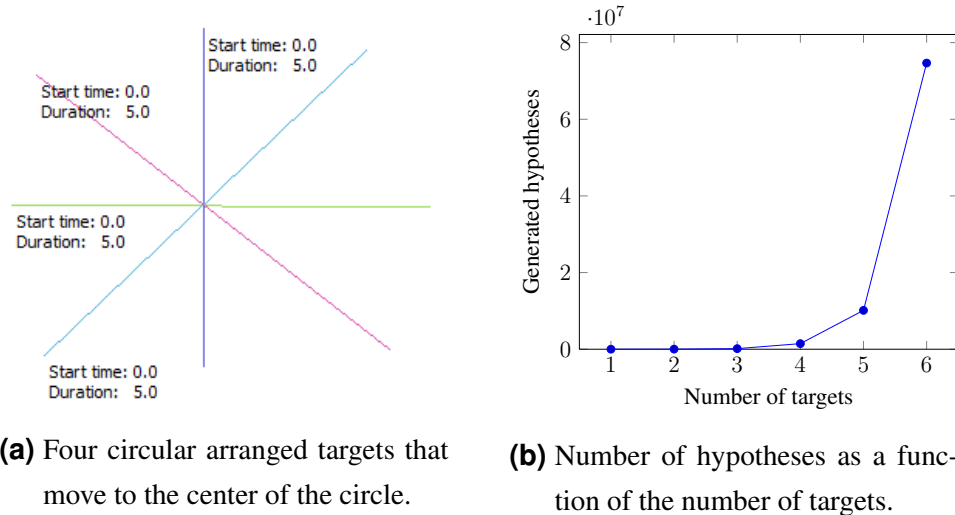 Start time: 0.0
Duration: 5.0
Start time: 0.0
Duration: 5.0
Start time: 0.0
Duration: 5.0
Start time: 0.0
Duration: 5.0
(a) Four circular arranged targets that
move to the center of the circle.
·10^7
8
6
4
2
0
Generated hypotheses
1 2 3 4 5 6
Number of targets
(b) Number of hypotheses as a func-
tion of the number of targets.